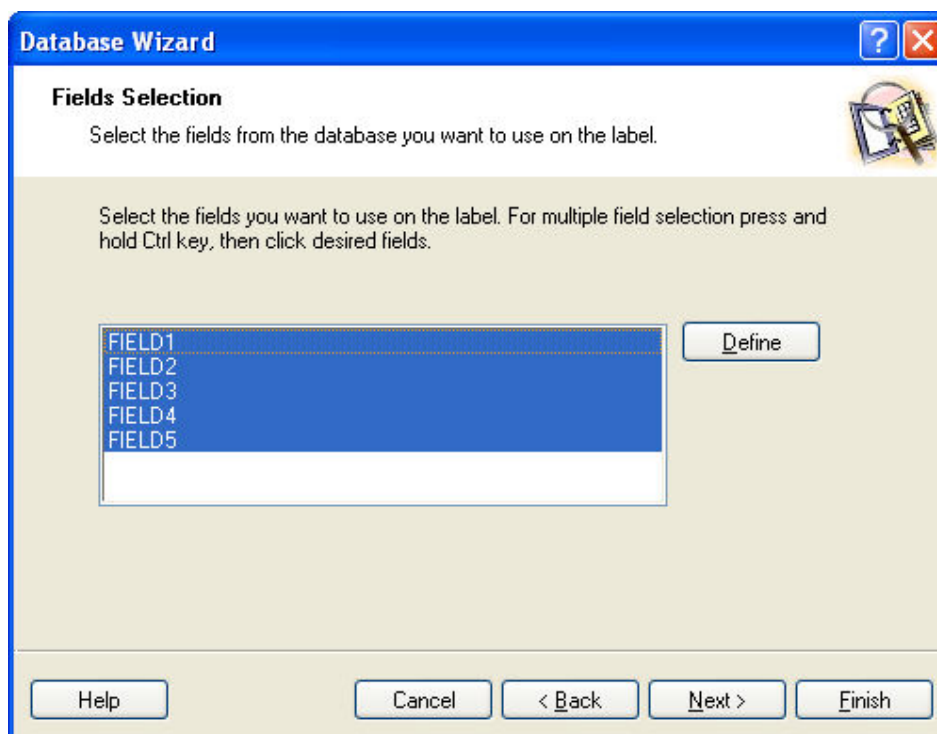 Database Wizard
?
Fields Selection
Select the fields from the database you want to use on the label.
Select the fields you want to use on the label. For multiple field selection press and
hold Ctrl key, then click desired fields.
FIELD1
Define
FIELD2
FIELD3
FIELD4
FIELD5
Help
Cancel
< Back
Next >
Finish